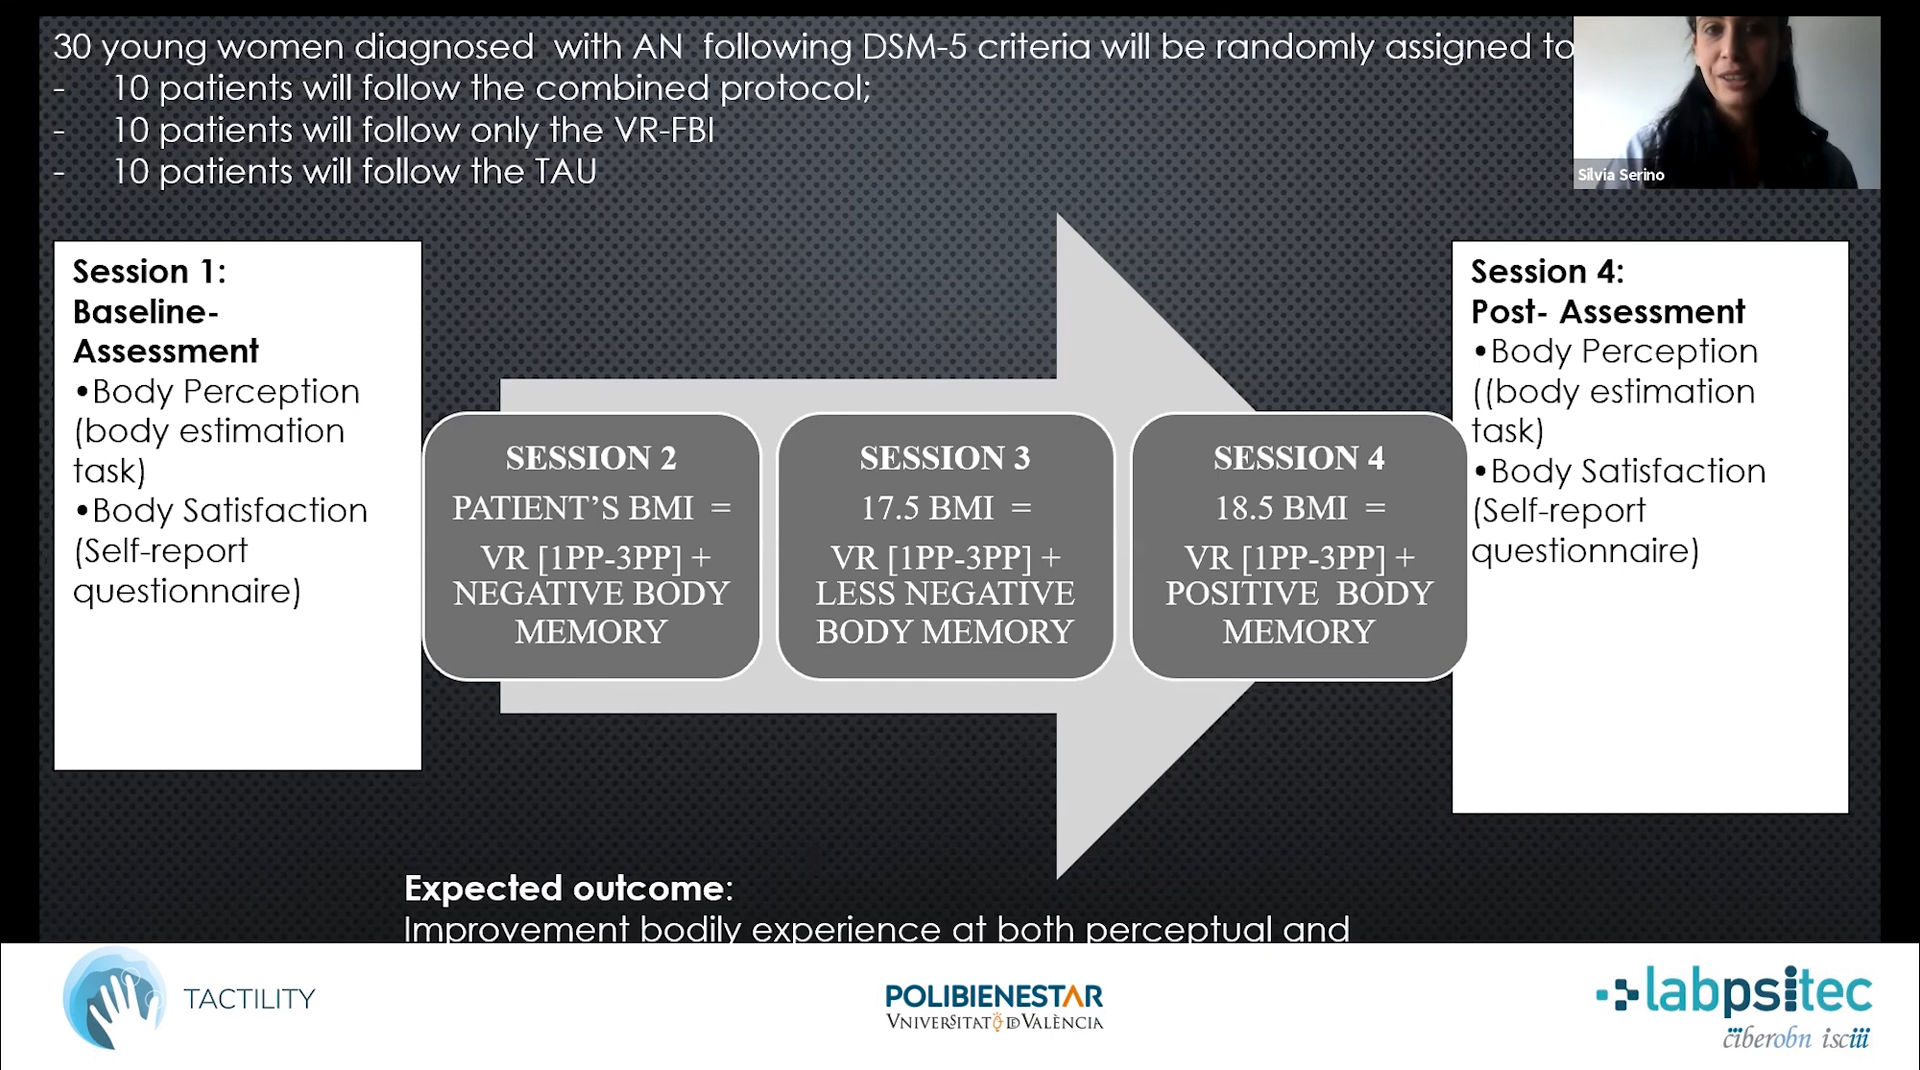 30 young women diagnosed  with AN  following DSM-5 criteria will be randomly assigned to
-    10 patients will follow the combined protocol;
-    10 patients will follow only the VR-FBI
-    10 patients will follow the TAU
Silvia Serino
Session 1:
Baseline-
Assessment
•Body Perception
(body estimation
task)
•Body Satisfaction
(Self-report
questionnaire)
SESSION 2
PATIENT’S BMI  =
VR [1PP-3PP] +
NEGATIVE BODY
MEMORY
SESSION 3
17.5 BMI  =
VR [1PP-3PP] +
LESS NEGATIVE
BODY MEMORY
SESSION 4
18.5 BMI  =
VR [1PP-3PP] +
POSITIVE  BODY
MEMORY
Session 4:
Post- Assessment
•Body Perception
((body estimation
task)
•Body Satisfaction
(Self-report
questionnaire)
Expected outcome:
Improvement bodily experience at both perceptual and
TACTILITY
POLIBIENESTAR
VNIVERSITAT DE VALÈNCIA
labpsitec
ciberobn isciii